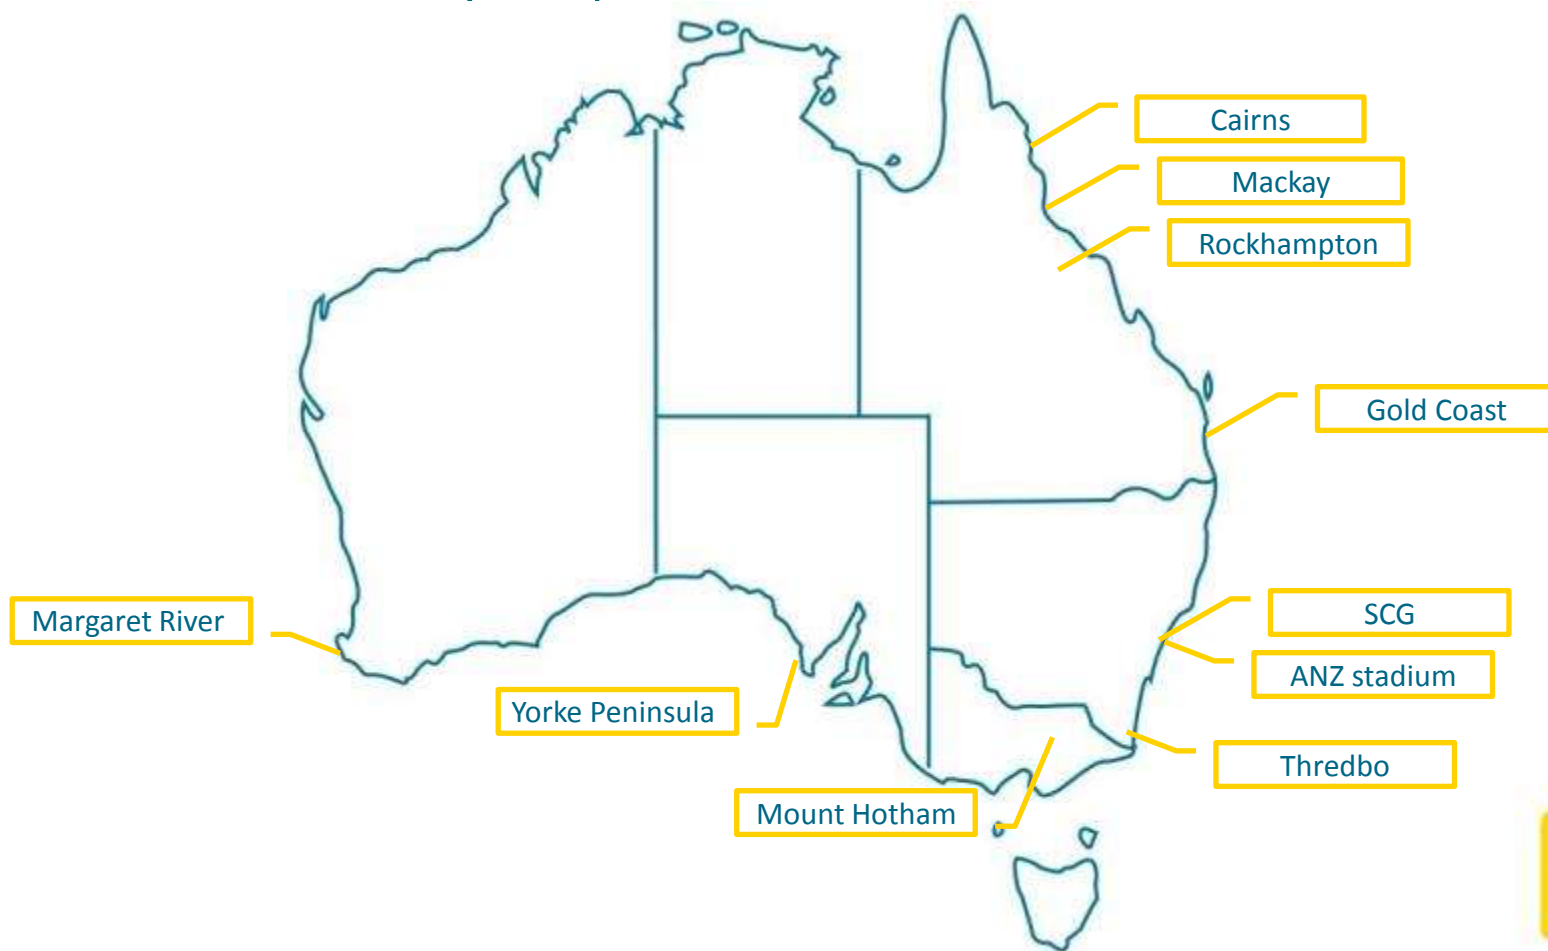 Cairns
Mackay
Rockhampton
Gold Coast
Margaret River
SCG
ANZ stadium
Yorke Peninsula
Thredbo
Mount Hotham